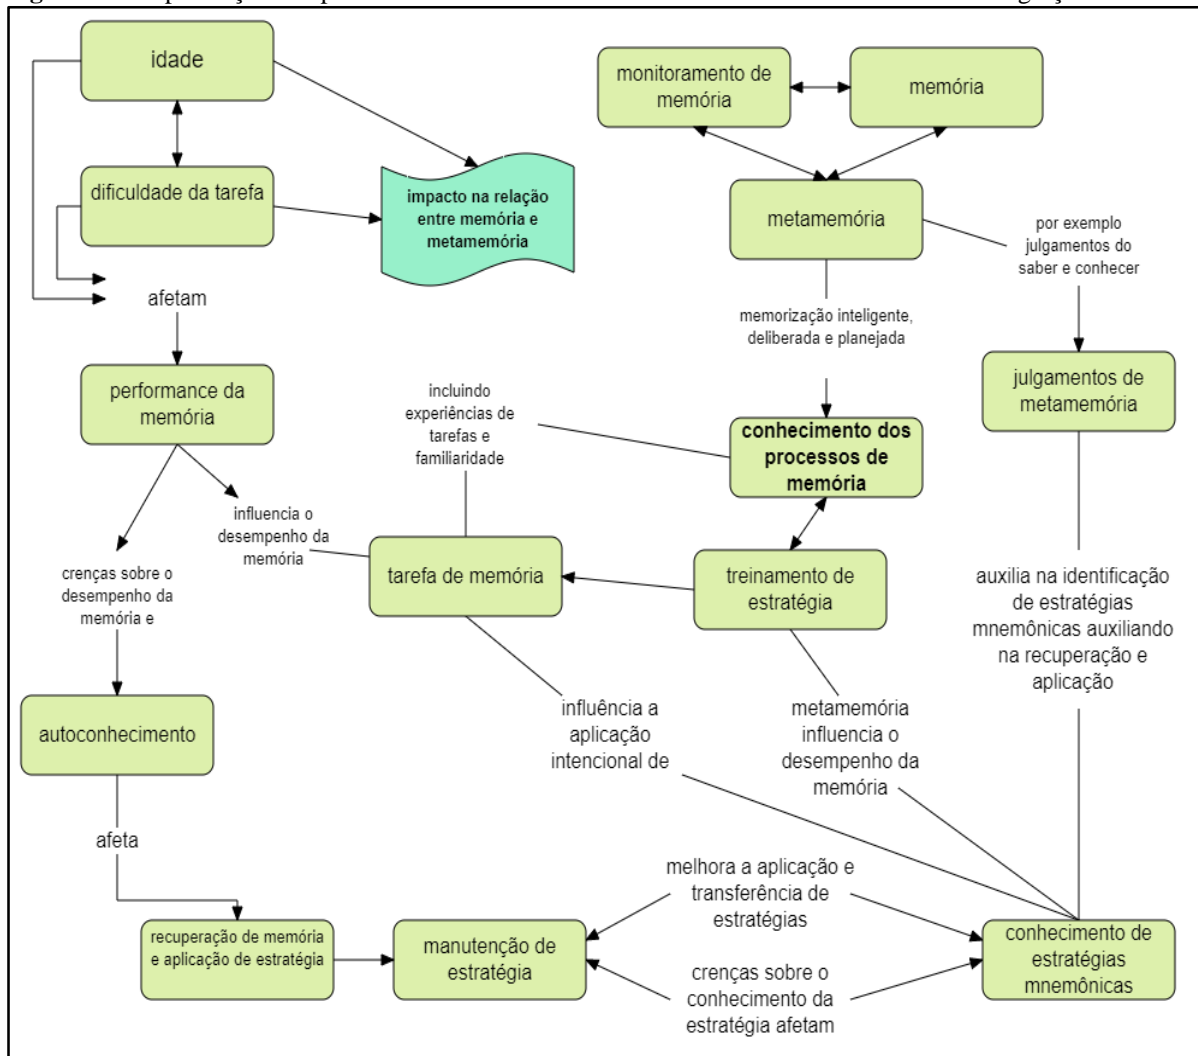 idade
monitoramento de
memória
memória
dificuldade da tarefa
impacto na relação
entre memória e
metamemória
metamemória
por exemplo
julgamentos do
saber e conhecer
afetam
memorização inteligente,
deliberada e planejada
performance da
memória
julgamentos de
metamemória
incluindo
experiências de
tarefas e
familiaridade
conhecimento dos
processos de
memória
influencia o
desempenho da
memória
tarefa de memória
treinamento de
estratégia
crenças sobre o
desempenho da
memória e
auxilia na identificação
de estratégias
mnemônicas auxiliando
na recuperação e
aplicação
autoconhecimento
influência a
aplicação
intencional de
metamemória
influencia o
desempenho da
memória
afeta
melhora a aplicação e
transferência de
estratégias
recuperação de memória
e aplicação de estratégia
manutenção de
estratégia
conhecimento de
estratégias
mnemônicas
crenças sobre o
conhecimento da
estratégia afetam